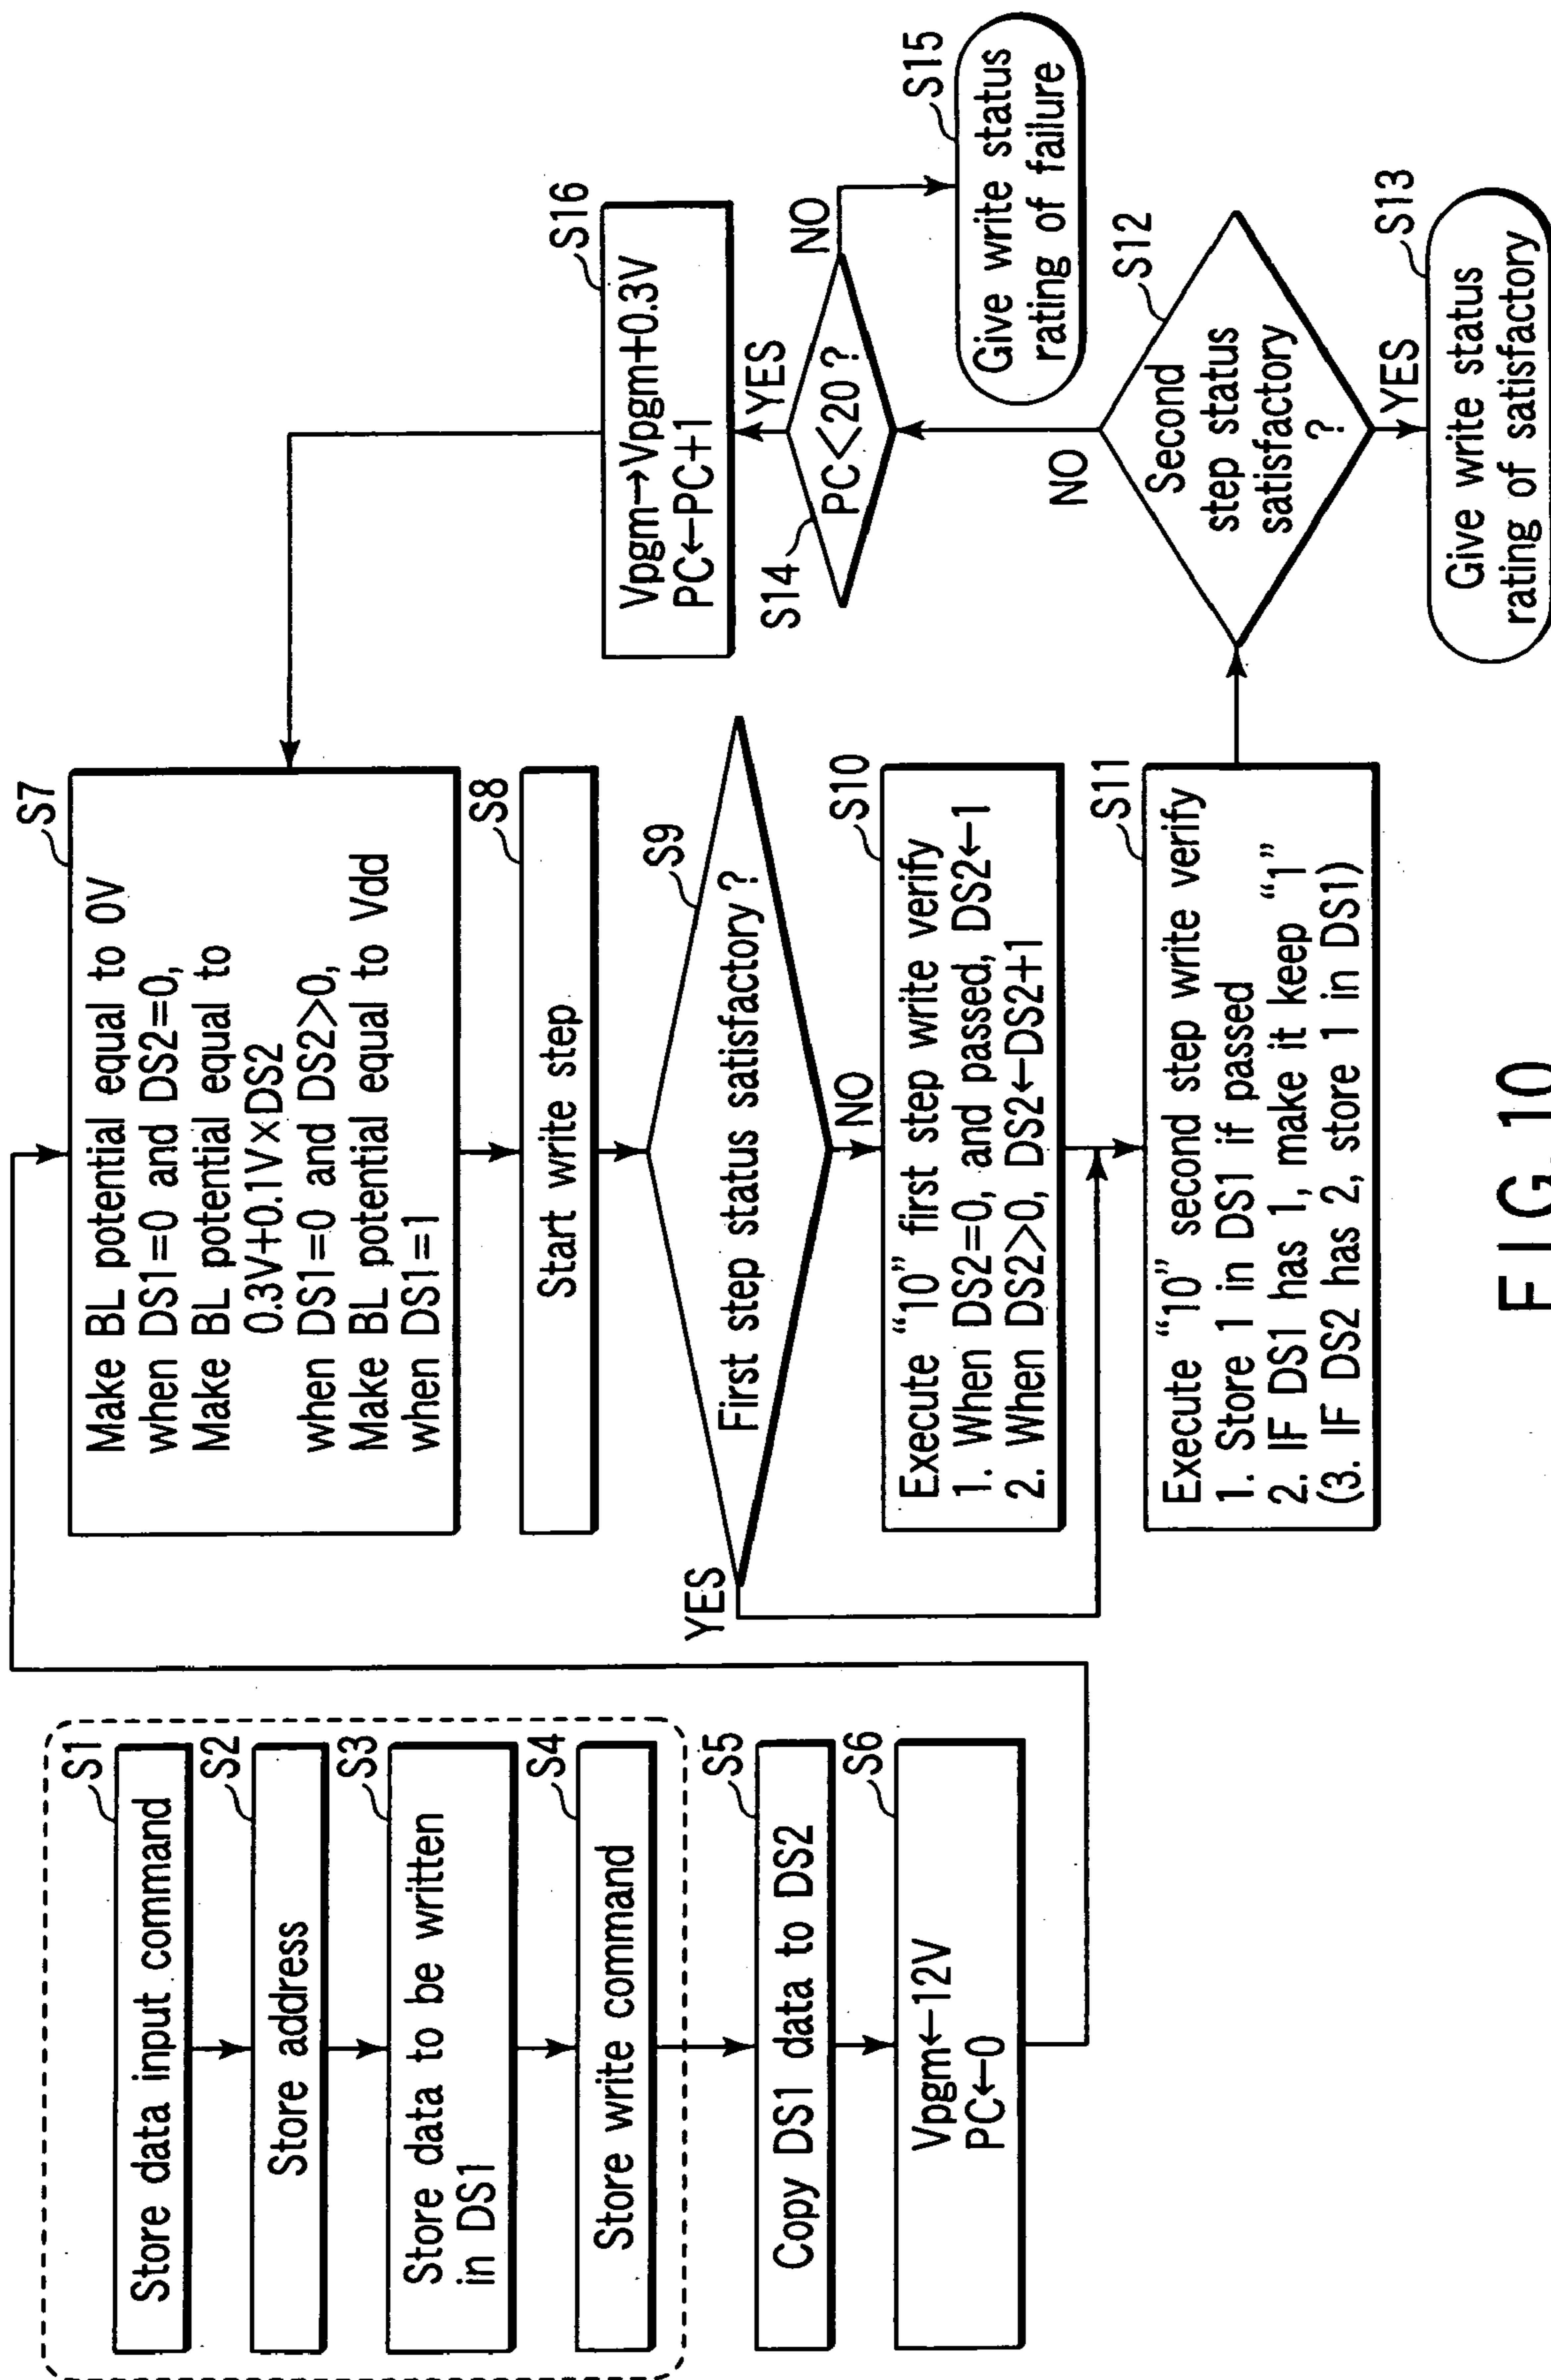 S1
Store data input command
S2
Store address
S3
Store data to be written
in DS1
S4
Store write command
S5
Copy DS1 data to DS2
S6
Vpgm←12V
PC←0
S7
Make BL potential equal to 0V
when DS1=0 and DS2=0,
Make BL potential equal to
0.3V+0.1V×DS2
when DS1=0 and DS2>0,
Make BL potential equal to Vdd
when DS1=1
S8
Start write step
S9
First step status satisfactory ?
YES
NO
S10
Execute “10” first step write verify
1. When DS2=0, and passed, DS2←1
2. When DS2>0, DS2←DS2+1
S11
Execute “10” second step write verify
1. Store 1 in DS1 if passed
2. IF DS1 has 1, make it keep “1”
(3. IF DS2 has 2, store 1 in DS1)
S16
Vpgm→Vpgm+0.3V
PC←PC+1
S14
PC<20 ?
YES
NO
S15
Give write status
rating of failure
S12
Second
step status
satisfactory
?
NO
YES
S13
Give write status
rating of satisfactory
FIG.10